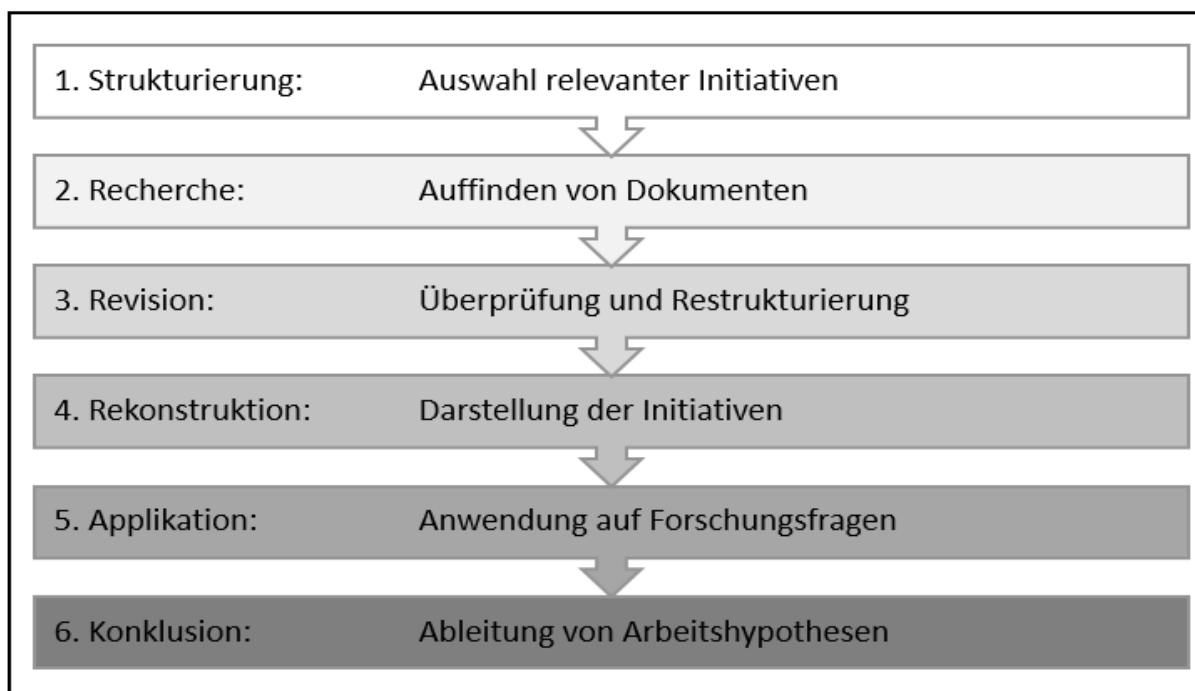 1. Strukturierung: Auswahl relevanter Initiativen
2. Recherche: Auffinden von Dokumenten
3. Revision: Überprüfung und Restrukturierung
4. Rekonstruktion: Darstellung der Initiativen
5. Applikation: Anwendung auf Forschungsfragen
6. Konklusion: Ableitung von Arbeitshypothesen